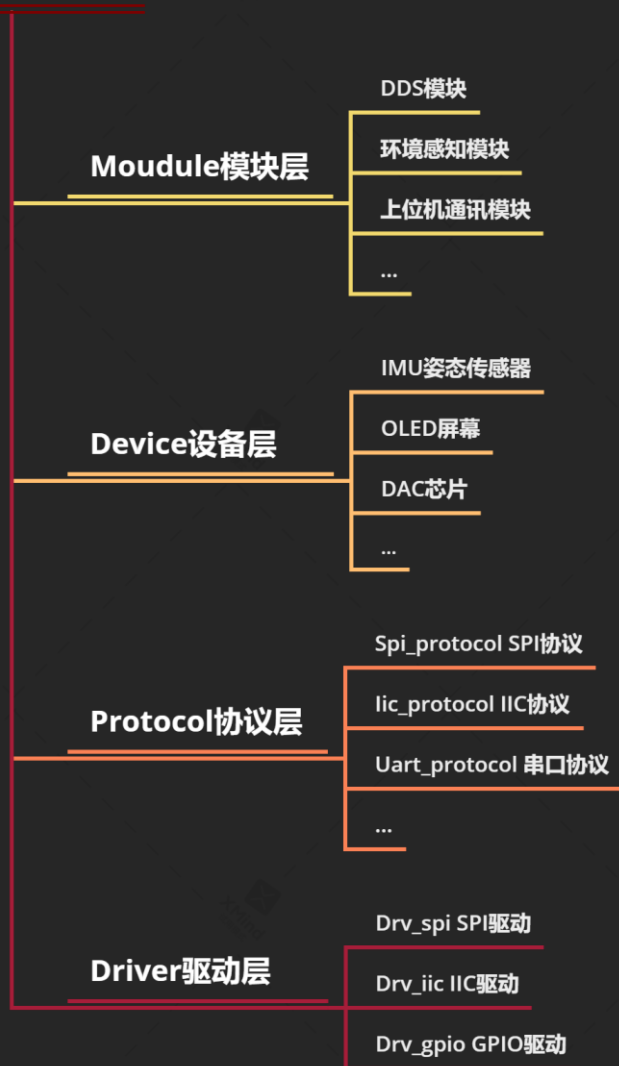 Moudule模块层
DDS模块
环境感知模块
上位机通讯模块
...
Device设备层
IMU姿态传感器
OLED屏幕
DAC芯片
...
Protocol协议层
Spi_protocol SPI协议
Iic_protocol IIC协议
Uart_protocol 串口协议
...
Driver驱动层
Drv_spi SPI驱动
Drv_iic IIC驱动
Drv_gpio GPIO驱动